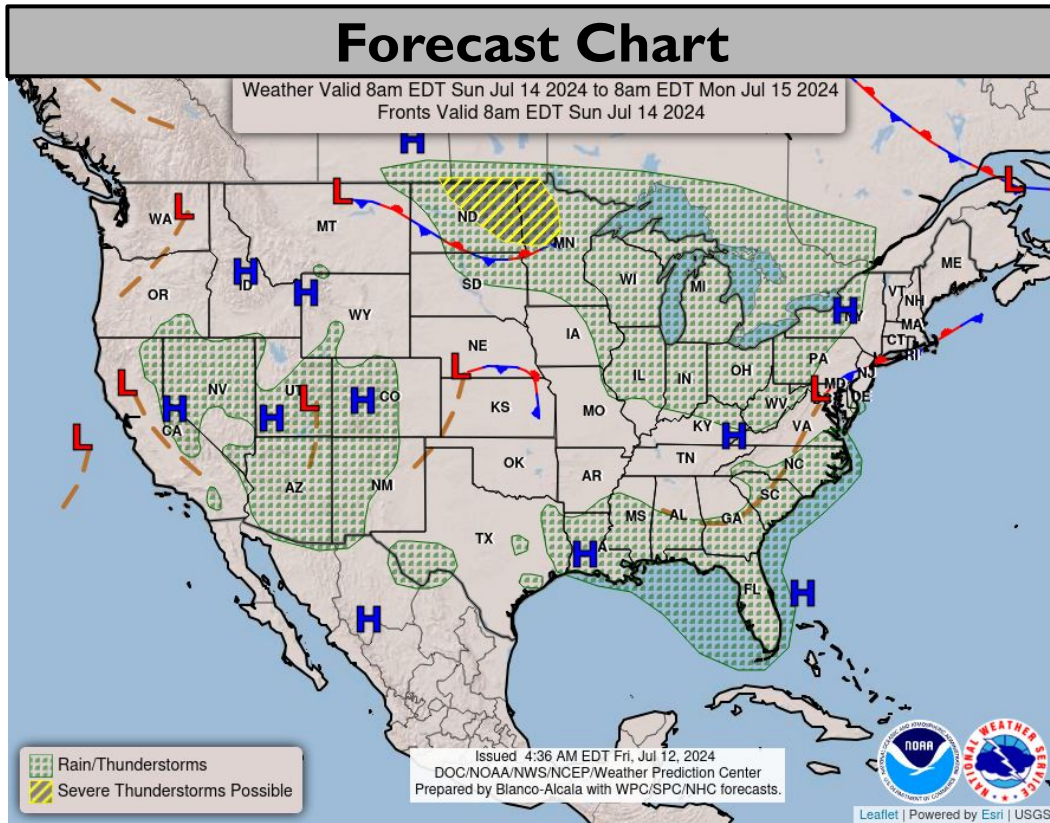 Forecast Chart
Weather Valid 8am EDT Sun Jul 14 2024 to 8am EDT Mon Jul 15 2024
Fronts Valid 8am EDT Sun Jul 14 2024
H
L
L
WA
MT
ND
MN
ME
H
ID
H
OR
WY
SD
WI
MI
H
NY
VT
NH
MA
CT
RI
L
IA
NE
L
PA
NJ
NV
UT
L
H
CO
KS
MO
IL
IN
OH
WV
MD
DE
L
L
H
CA
H
KY
H
VA
L
AZ
NM
OK
AR
TN
NC
SC
TX
MS
AL
GA
H
A
FL
H
H
Rain/Thunderstorms
Severe Thunderstorms Possible
Issued 4:36 AM EDT Fri, Jul 12, 2024
DOC/NOAA/NWS/NCEP/Weather Prediction Center
Prepared by Blanco-Alcala with WPC/SPC/NHC forecasts.
NOAA
NATIONAL WEATHER SERVICE
Leaflet | Powered by Esri | USGS